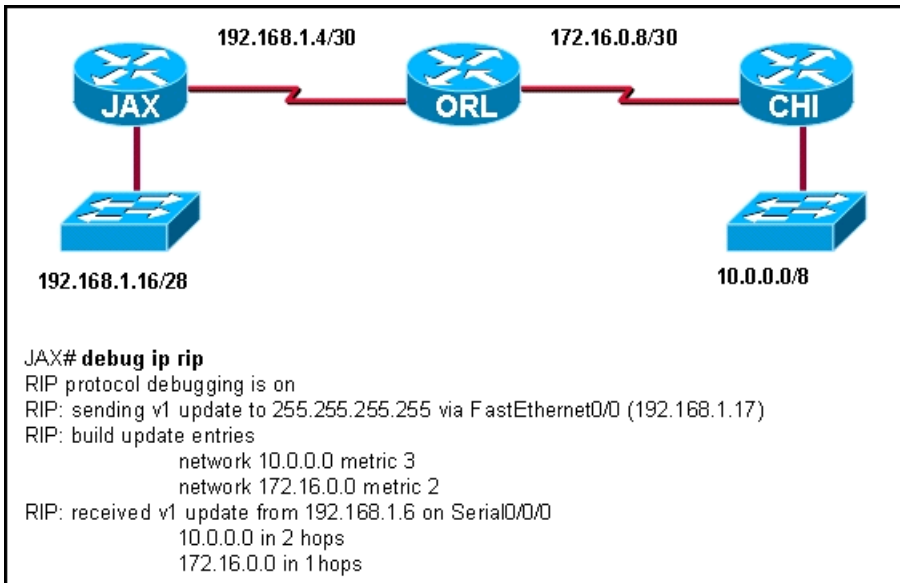 192.168.1.4/30
172.16.0.8/30
JAX
ORL
CHI
192.168.1.16/28
10.0.0.0/8
JAX# debug ip rip
RIP protocol debugging is on
RIP: sending v1 update to 255.255.255.255 via FastEthernet0/0 (192.168.1.17)
RIP: build update entries
network 10.0.0.0 metric 3
network 172.16.0.0 metric 2
RIP: received v1 update from 192.168.1.6 on Serial0/0/0
10.0.0.0 in 2 hops
172.16.0.0 in 1 hops